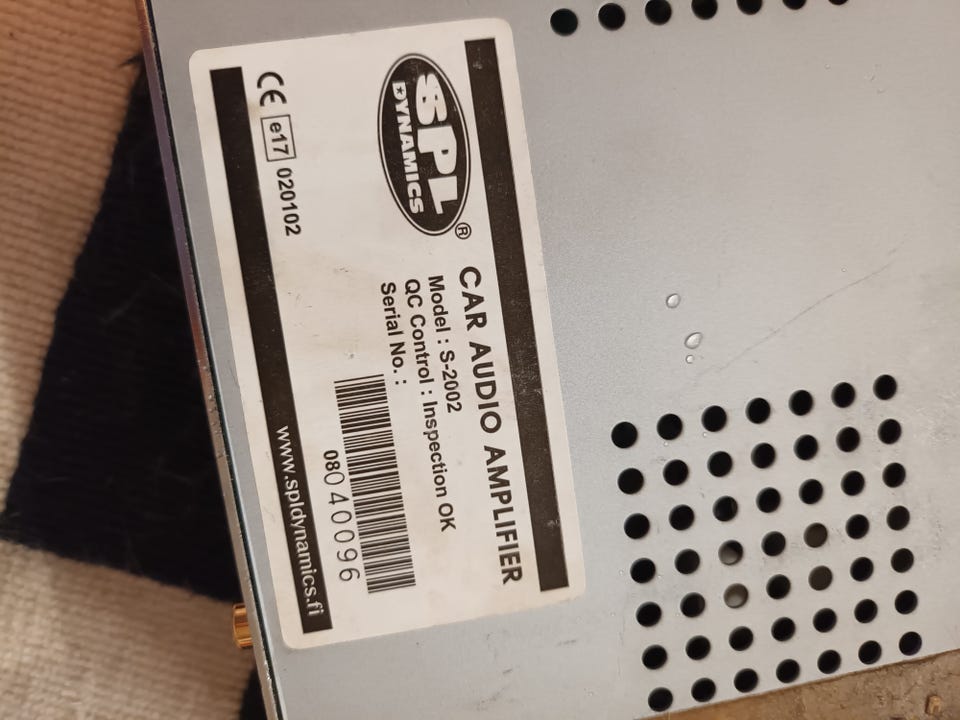 SPL
DYNAMICS
®
CAR AUDIO AMPLIFIER
Model : S-2002
QC Control : Inspection OK
Serial No. :
08040096
CE e17 020102
www.spldynamics.fi